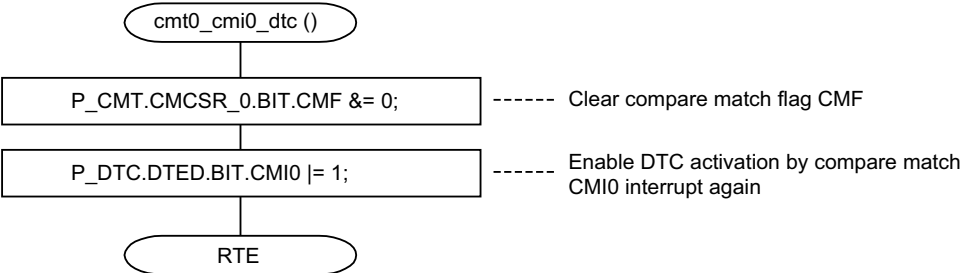 cmt0_cmi0_dtc ()
P_CMT.CMCSR_0.BIT.CMF &= 0;
Clear compare match flag CMF
P_DTC.DTED.BIT.CMI0 |= 1;
Enable DTC activation by compare match
CMI0 interrupt again
RTE